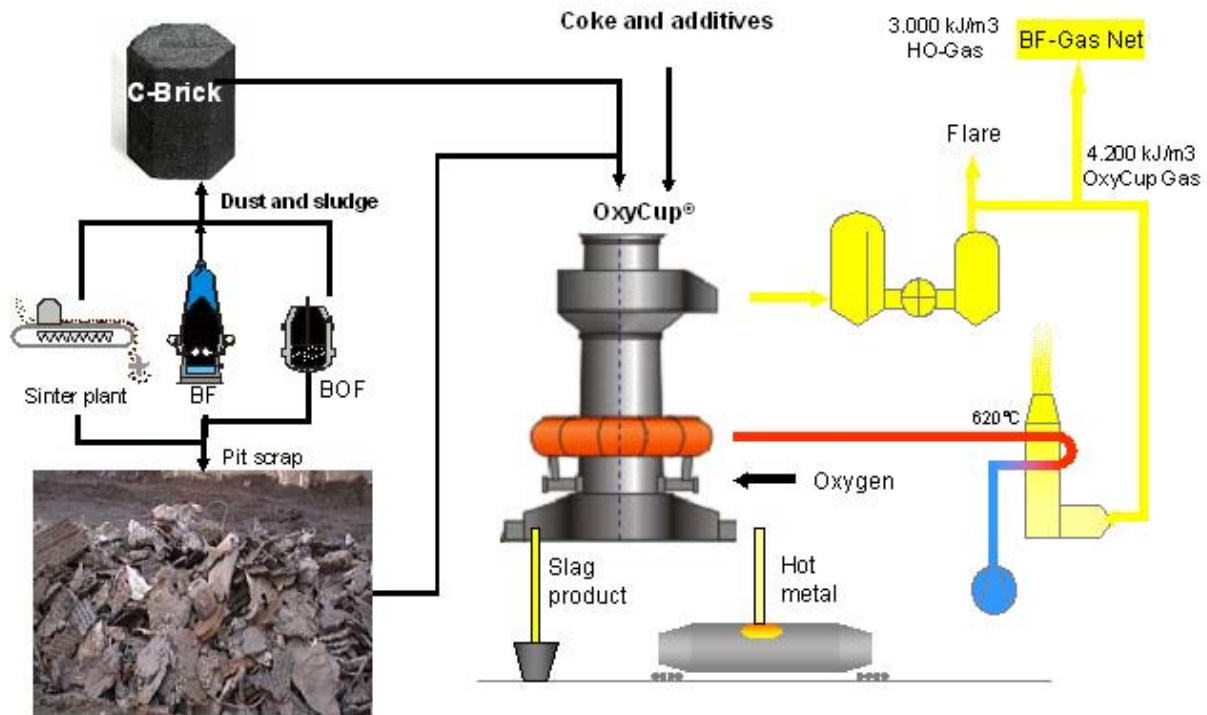 Coke and additives
3.000 kJ/m3
HO-Gas
BF-Gas Net
C-Brick
Flare
4.200 kJ/m3
OxyCup Gas
Dust and sludge
OxyCup®
Sinter plant
BF
BOF
620°C
Pit scrap
Oxygen
Slag
product
Hot
metal